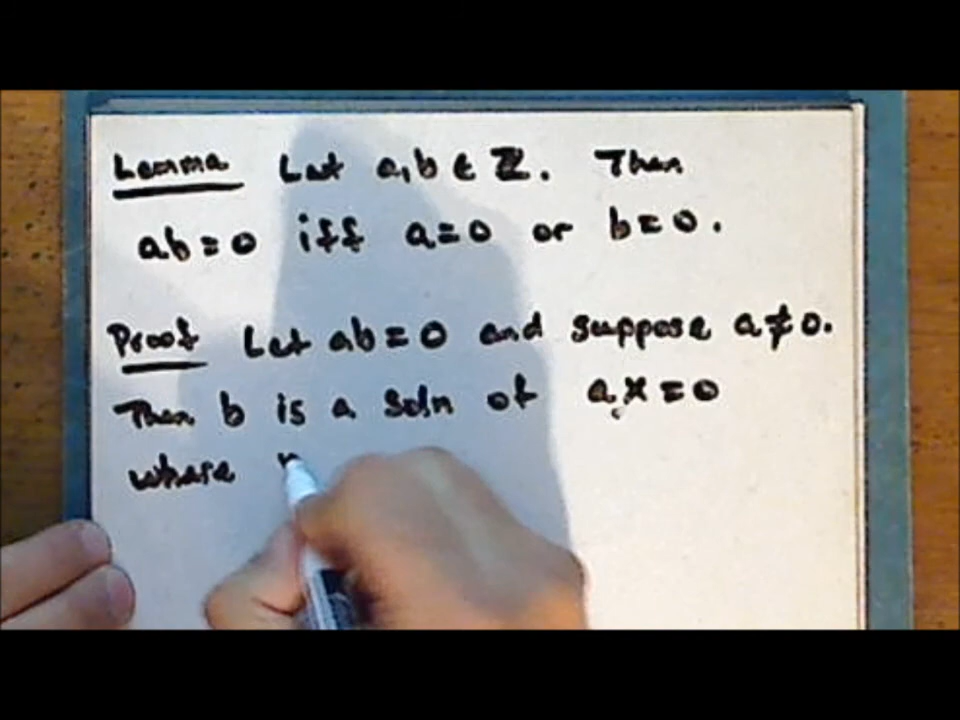 Lemma Let a,b ∈ ℤ. Then
ab = 0 iff a = 0 or b = 0.
Proof Let ab = 0 and suppose a ≠ 0.
Then b is a soln of ax = 0
where